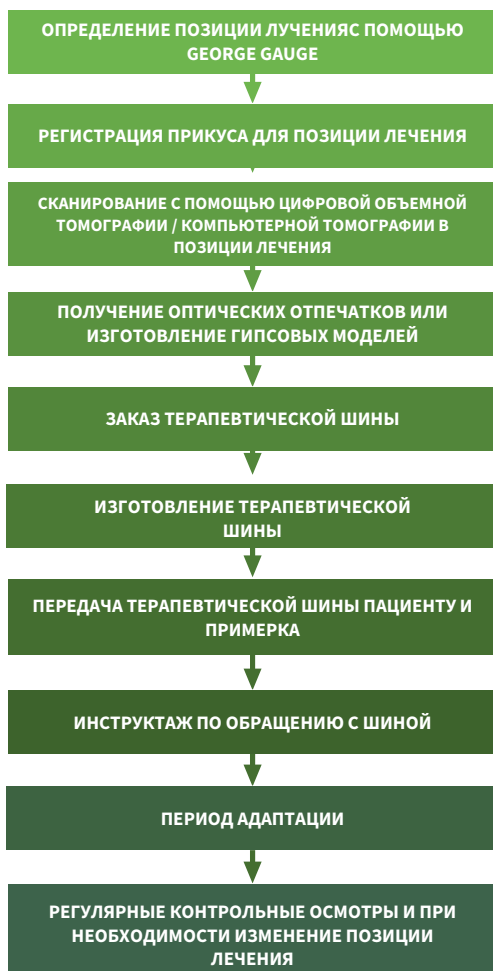 ОПРЕДЕЛЕНИЕ ПОЗИЦИИ ЛУЧЕНИЯС ПОМОЩЬЮ
GEORGE GAUGE
РЕГИСТРАЦИЯ ПРИКУСА ДЛЯ ПОЗИЦИИ ЛЕЧЕНИЯ
СКАНИРОВАНИЕ С ПОМОЩЬЮ ЦИФРОВОЙ ОБЪЕМНОЙ
ТОМОГРАФИИ / КОМПЬЮТЕРНОЙ ТОМОГРАФИИ В
ПОЗИЦИИ ЛЕЧЕНИЯ
ПОЛУЧЕНИЕ ОПТИЧЕСКИХ ОТПЕЧАТКОВ ИЛИ
ИЗГОТОВЛЕНИЕ ГИПСОВЫХ МОДЕЛЕЙ
ЗАКАЗ ТЕРАПЕВТИЧЕСКОЙ ШИНЫ
ИЗГОТОВЛЕНИЕ ТЕРАПЕВТИЧЕСКОЙ
ШИНЫ
ПЕРЕДАЧА ТЕРАПЕВТИЧЕСКОЙ ШИНЫ ПАЦИЕНТУ И
ПРИМЕРКА
ИНСТРУКТАЖ ПО ОБРАЩЕНИЮ С ШИНОЙ
ПЕРИОД АДАПТАЦИИ
РЕГУЛЯРНЫЕ КОНТРОЛЬНЫЕ ОСМОТРЫ И ПРИ
НЕОБХОДИМОСТИ ИЗМЕНЕНИЕ ПОЗИЦИИ
ЛЕЧЕНИЯ